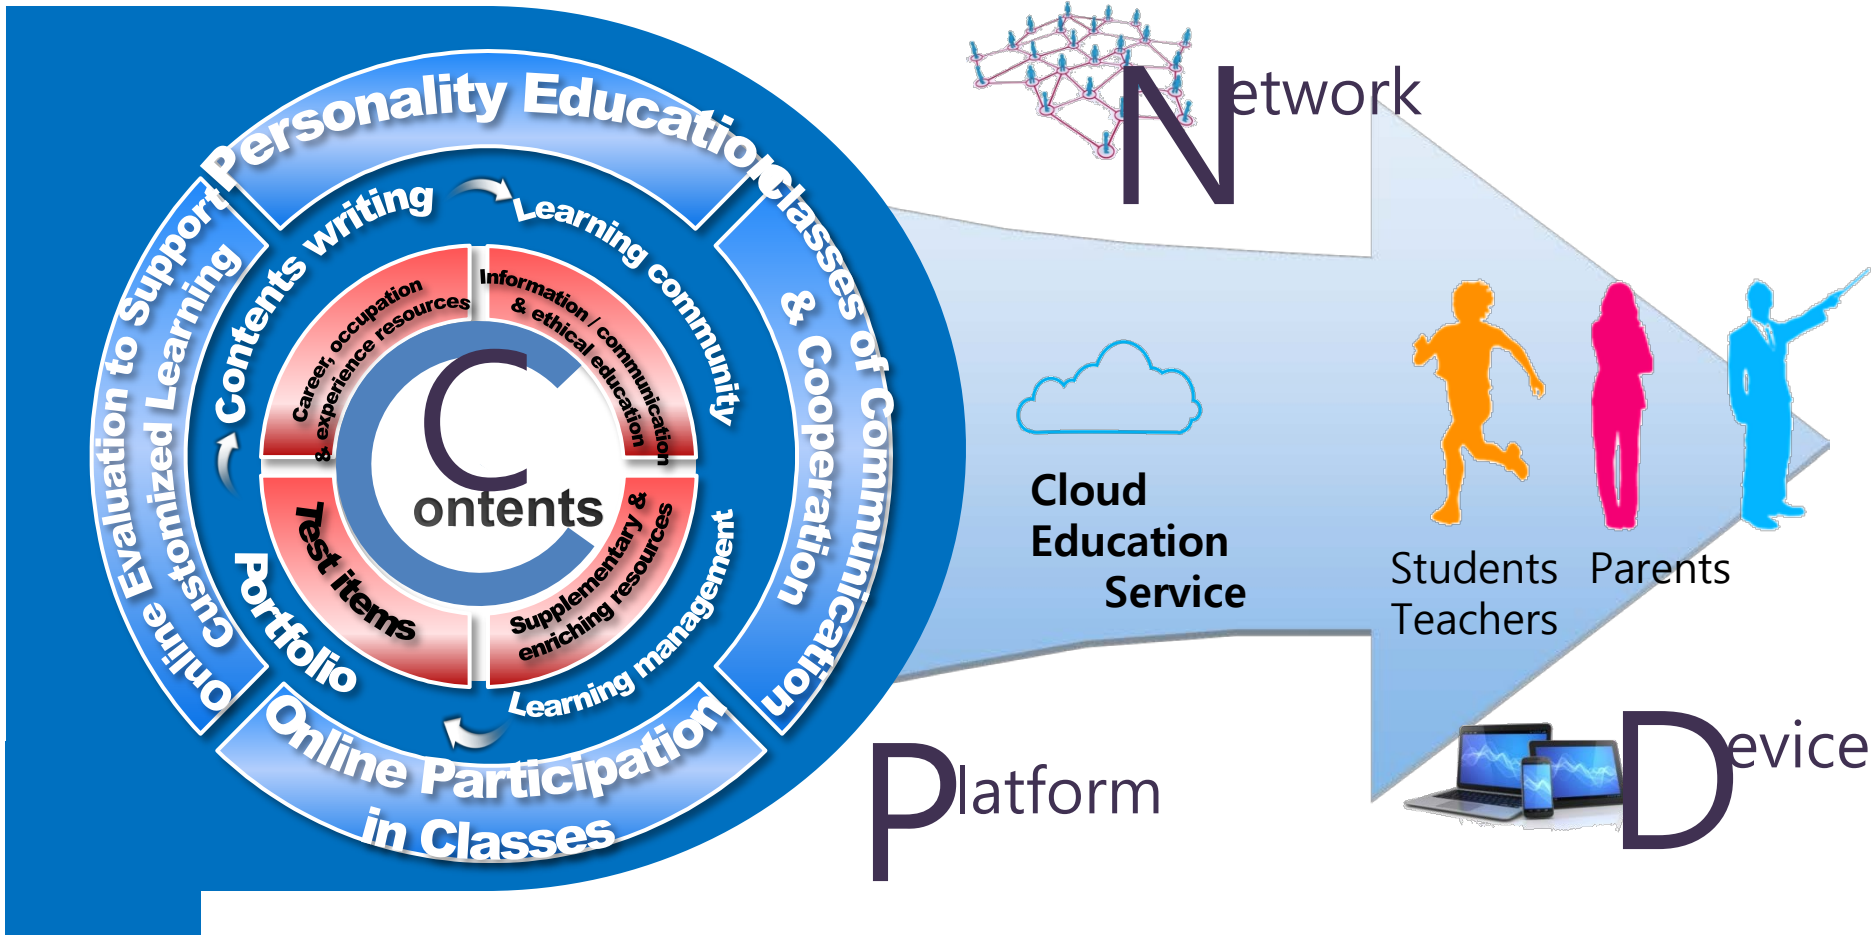 Personality Education
Classes of Communication
& Cooperation
Online Participation
in Classes
Online Evaluation to Support
Customized Learning
Contents writing
Learning community
Learning management
Portfolio
Career, occupation
& experience resources
Information / communication
& ethical education
Supplementary &
enriching resources
Test items
Contents
Network
Cloud
Education
Service
Students Parents
Teachers
Platform
Device